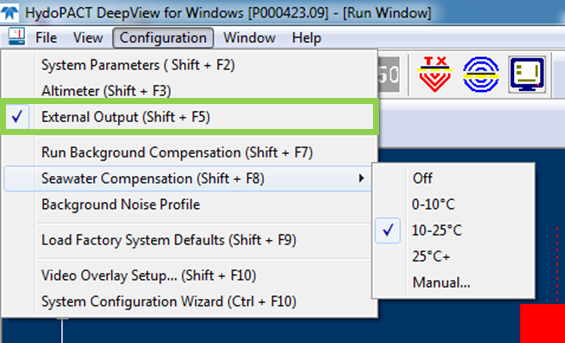 HydoPACT DeepView for Windows [P000423.09] - [Run Window]
File View Configuration Window Help
System Parameters ( Shift + F2)
50 TX
Altimeter (Shift + F3)
External Output (Shift + F5)
Run Background Compensation (Shift + F7)
Seawater Compensation (Shift + F8)
Off
Background Noise Profile
0-10°C
10-25°C
Load Factory System Defaults (Shift + F9)
25°C+
Video Overlay Setup... (Shift + F10)
Manual...
System Configuration Wizard (Ctrl + F10)